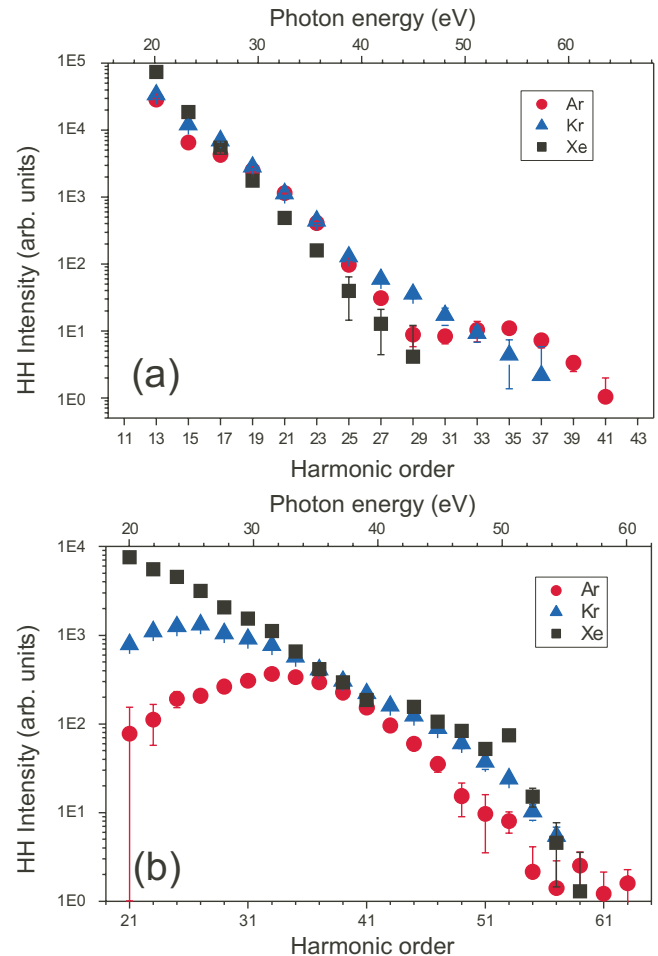 Photon energy (eV)
20 30 40 50 60
1E5
1E4
1E3
1E2
1E1
1E0
HH Intensity (arb. units)
Ar
Kr
Xe
(a)
11 13 15 17 19 21 23 25 27 29 31 33 35 37 39 41 43
Harmonic order
Photon energy (eV)
20 30 40 50 60
1E4
1E3
1E2
1E1
1E0
HH Intensity (arb. units)
Ar
Kr
Xe
(b)
21 31 41 51 61
Harmonic order